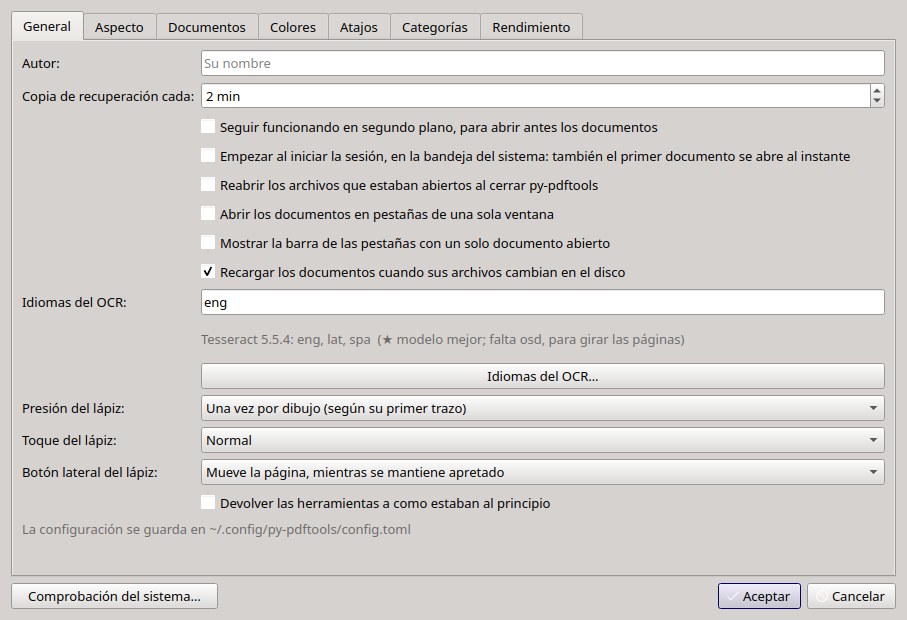 General
Aspecto
Documentos
Colores
Atajos
Categorías
Rendimiento
Autor:
Su nombre
Copia de recuperación cada:
2 min
Seguir funcionando en segundo plano, para abrir antes los documentos
Empezar al iniciar la sesión, en la bandeja del sistema: también el primer documento se abre al instante
Reabrir los archivos que estaban abiertos al cerrar py-pdftools
Abrir los documentos en pestañas de una sola ventana
Mostrar la barra de las pestañas con un solo documento abierto
Recargar los documentos cuando sus archivos cambian en el disco
Idiomas del OCR:
eng
Tesseract 5.5.4: eng, lat, spa (★ modelo mejor; falta osd, para girar las páginas)
Idiomas del OCR...
Presión del lápiz:
Una vez por dibujo (según su primer trazo)
Toque del lápiz:
Normal
Botón lateral del lápiz:
Mueve la página, mientras se mantiene apretado
Devolver las herramientas a como estaban al principio
La configuración se guarda en ~/.config/py-pdftools/config.toml
Comprobación del sistema...
Aceptar
Cancelar